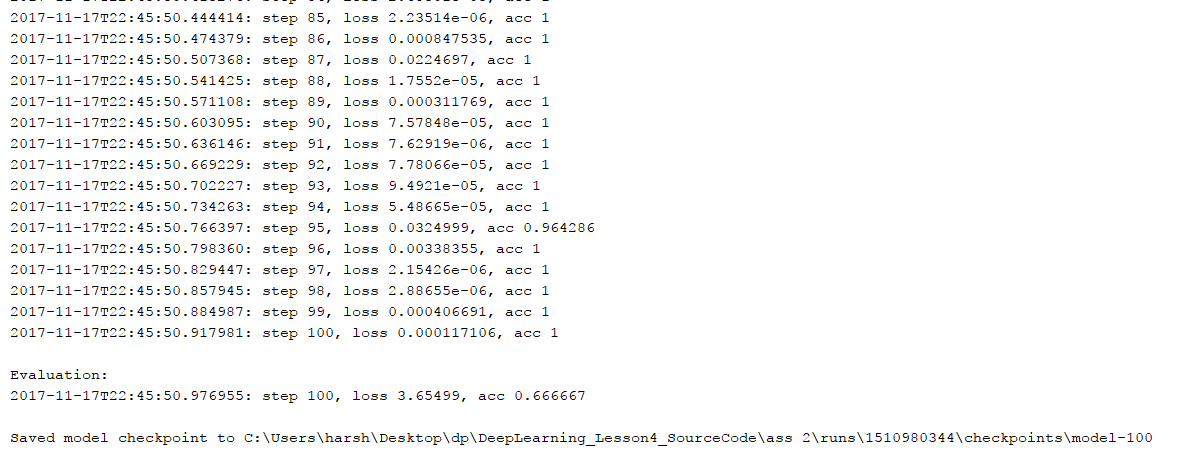 2017-11-17T22:45:50.444414: step 85, loss 2.23514e-06, acc 1
2017-11-17T22:45:50.474379: step 86, loss 0.000847535, acc 1
2017-11-17T22:45:50.507368: step 87, loss 0.0224697, acc 1
2017-11-17T22:45:50.541425: step 88, loss 1.7552e-05, acc 1
2017-11-17T22:45:50.571108: step 89, loss 0.000311769, acc 1
2017-11-17T22:45:50.603095: step 90, loss 7.57848e-05, acc 1
2017-11-17T22:45:50.636146: step 91, loss 7.62919e-06, acc 1
2017-11-17T22:45:50.669229: step 92, loss 7.78066e-05, acc 1
2017-11-17T22:45:50.702227: step 93, loss 9.4921e-05, acc 1
2017-11-17T22:45:50.734263: step 94, loss 5.48665e-05, acc 1
2017-11-17T22:45:50.766397: step 95, loss 0.0324999, acc 0.964286
2017-11-17T22:45:50.798360: step 96, loss 0.00338355, acc 1
2017-11-17T22:45:50.829447: step 97, loss 2.15426e-06, acc 1
2017-11-17T22:45:50.857945: step 98, loss 2.88655e-06, acc 1
2017-11-17T22:45:50.884987: step 99, loss 0.000406691, acc 1
2017-11-17T22:45:50.917981: step 100, loss 0.000117106, acc 1
Evaluation:
2017-11-17T22:45:50.976955: step 100, loss 3.65499, acc 0.666667
Saved model checkpoint to C:\Users\harsh\Desktop\dp\DeepLearning_Lesson4_SourceCode\ass 2\runs\1510980344\checkpoints\model-100